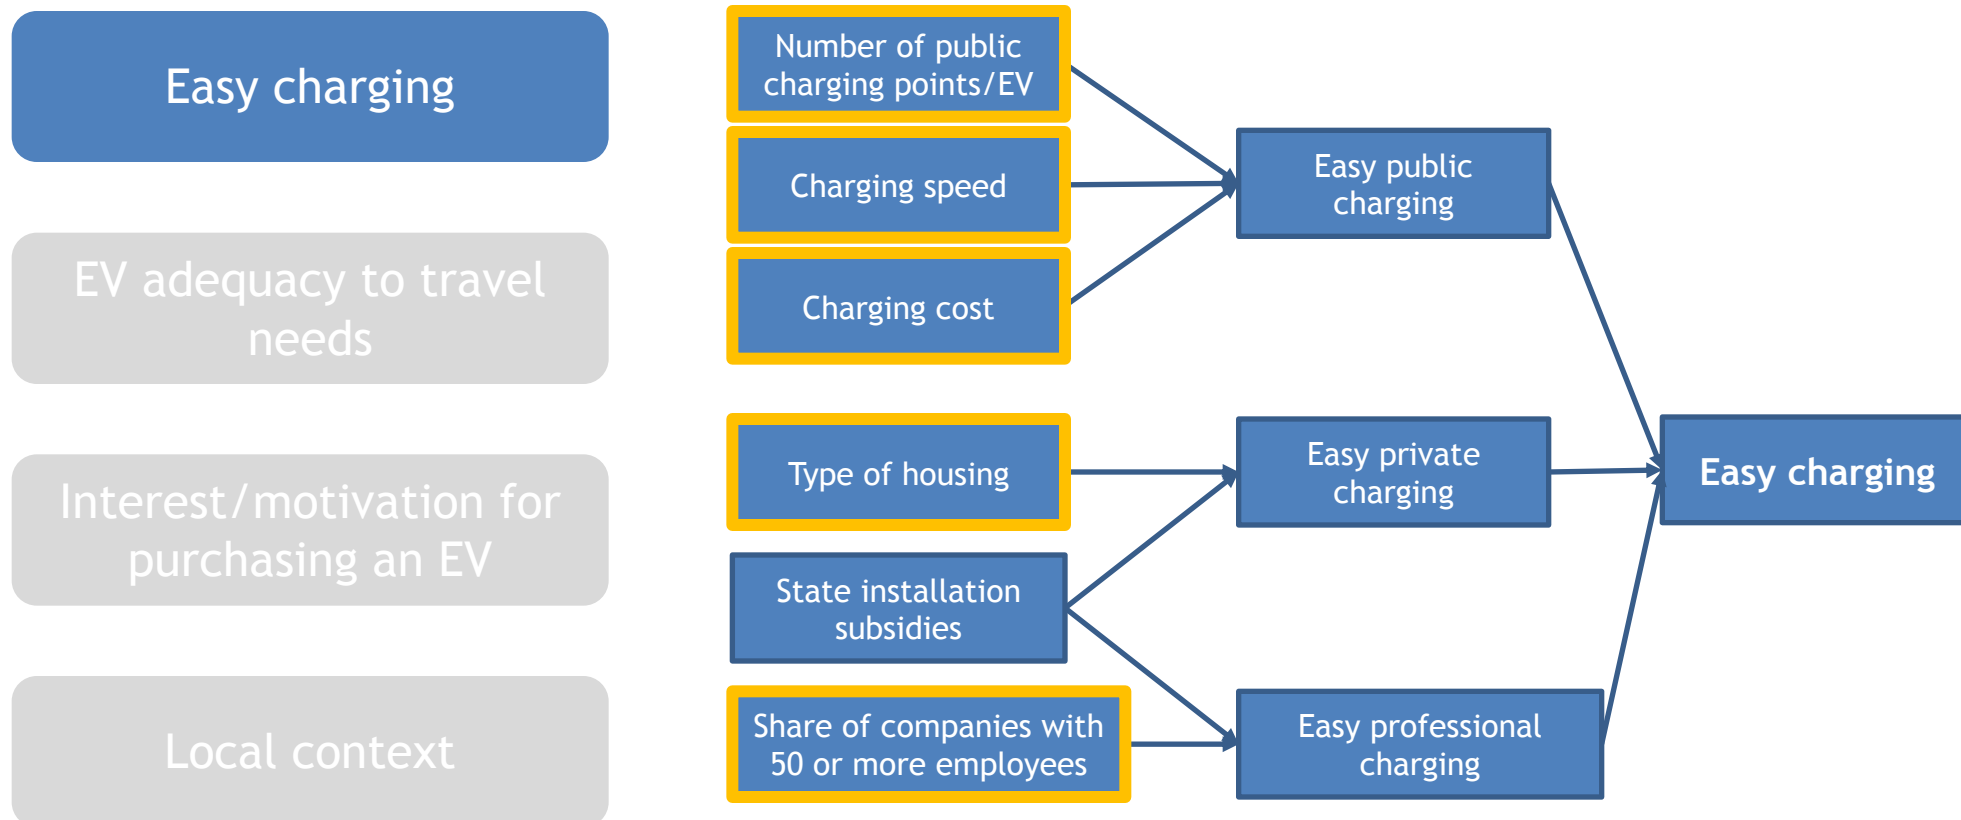 Easy charging
EV adequacy to travel
needs
Interest/motivation for
purchasing an EV
Local context
Number of public
charging points/EV
Charging speed
Charging cost
Type of housing
State installation
subsidies
Share of companies with
50 or more employees
Easy public
charging
Easy private
charging
Easy professional
charging
Easy charging